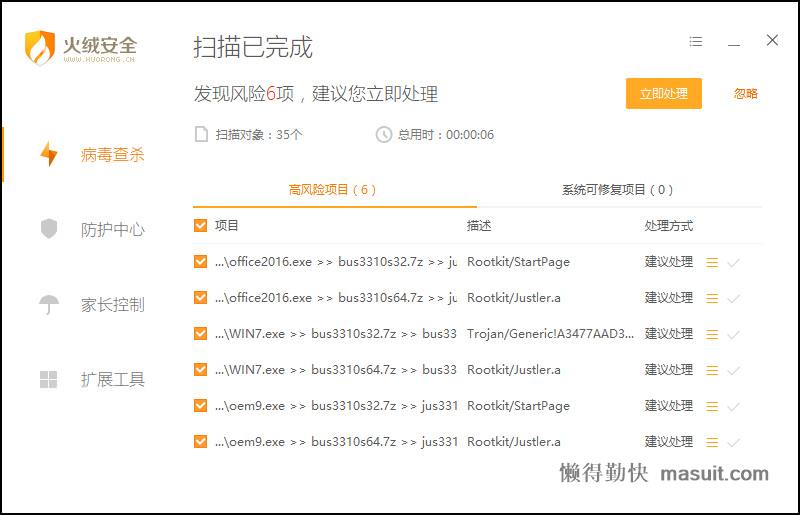 火绒安全
WWW.HUORONG.CN
扫描已完成
发现风险6项，建议您立即处理
立即处理
忽略
扫描对象：35个
总用时：00:00:06
病毒查杀
防护中心
家长控制
扩展工具
高风险项目（6）
系统可修复项目（0）
项目 描述 处理方式
...\office2016.exe >> bus3310s32.7z >> ju Rootkit/StartPage 建议处理
...\office2016.exe >> bus3310s64.7z >> ju Rootkit/Justler.a 建议处理
...\WIN7.exe >> bus3310s32.7z >> bus33 Trojan/Generic!A3477AAD3... 建议处理
...\WIN7.exe >> bus3310s64.7z >> bus33 Rootkit/Justler.a 建议处理
...\oem9.exe >> bus3310s32.7z >> jus331 Rootkit/StartPage 建议处理
...\oem9.exe >> bus3310s64.7z >> jus331 Rootkit/Justler.a 建议处理
懒得勤快 masuit.com